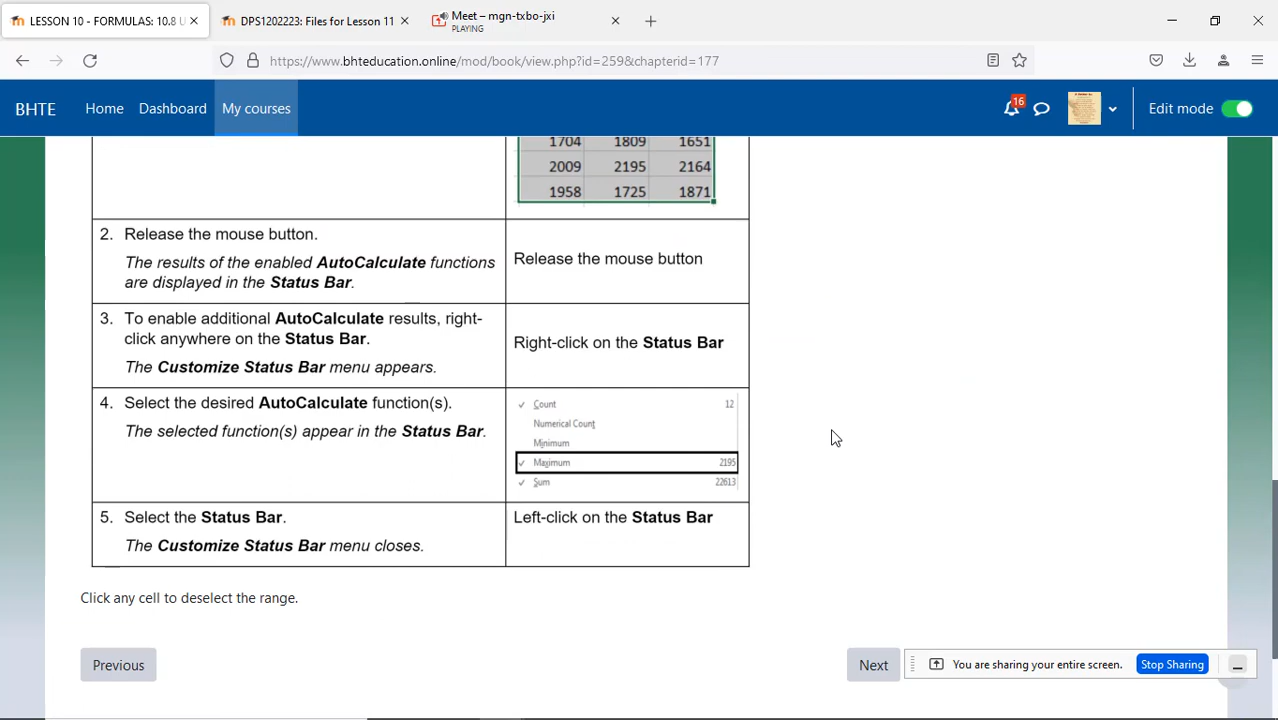 LESSON 10 - FORMULAS: 10.8 U
DPS1202223: Files for Lesson 11
Meet – mgn-txbo-jxi
PLAYING
https://www.bhteducation.online/mod/book/view.php?id=259&chapterid=177
BHTE
Home
Dashboard
My courses
16
Edit mode
1704 1809 1651
2009 2195 2164
1958 1725 1871
2. Release the mouse button.
The results of the enabled AutoCalculate functions
are displayed in the Status Bar.
Release the mouse button
3. To enable additional AutoCalculate results, right-
click anywhere on the Status Bar.
The Customize Status Bar menu appears.
Right-click on the Status Bar
4. Select the desired AutoCalculate function(s).
The selected function(s) appear in the Status Bar.
Count 12
Numerical Count
Minimum
Maximum 2195
Sum 22613
5. Select the Status Bar.
The Customize Status Bar menu closes.
Left-click on the Status Bar
Click any cell to deselect the range.
Previous
Next
You are sharing your entire screen.
Stop Sharing